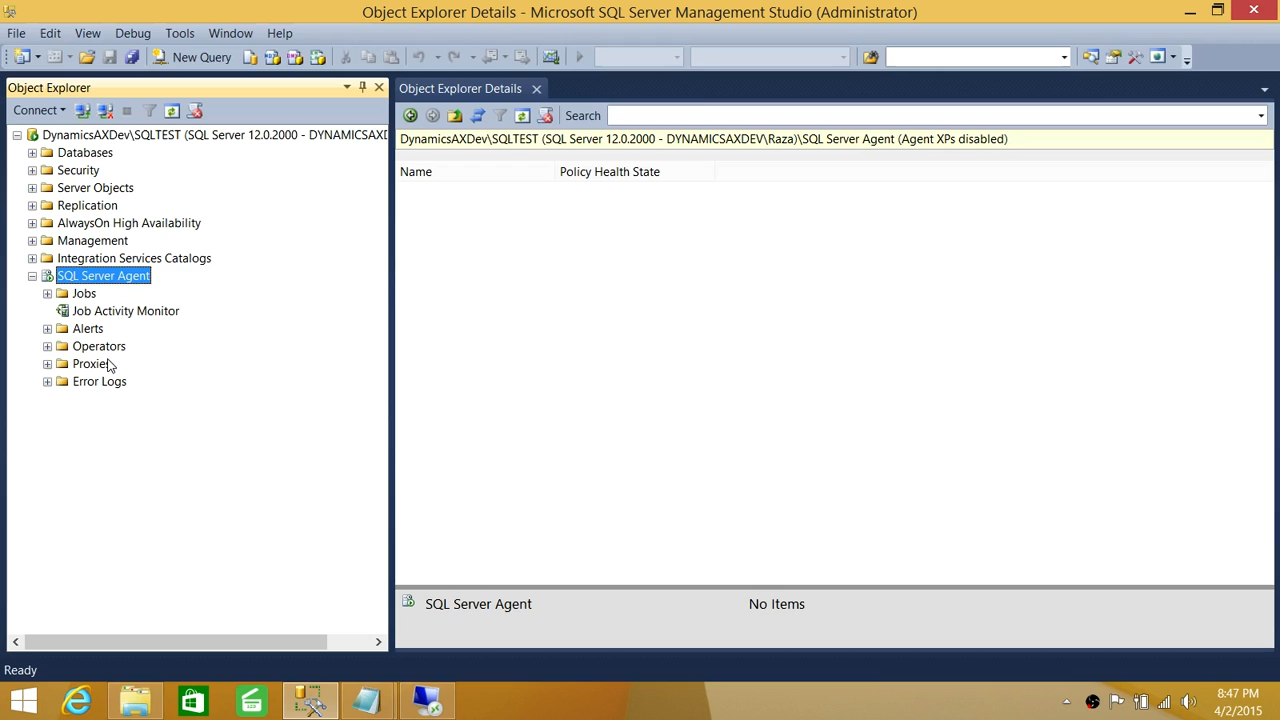 Object Explorer Details - Microsoft SQL Server Management Studio (Administrator)
File Edit View Debug Tools Window Help
New Query
Object Explorer
Connect
DynamicsAXDev\SQLTEST (SQL Server 12.0.2000 - DYNAMICSAXD
Databases
Security
Server Objects
Replication
AlwaysOn High Availability
Management
Integration Services Catalogs
SQL Server Agent
Jobs
Job Activity Monitor
Alerts
Operators
Proxies
Error Logs
Object Explorer Details
Search
DynamicsAXDev\SQLTEST (SQL Server 12.0.2000 - DYNAMICSAXDEV\Raza)\SQL Server Agent (Agent XPs disabled)
Name Policy Health State
SQL Server Agent No Items
Ready
8:47 PM
4/2/2015